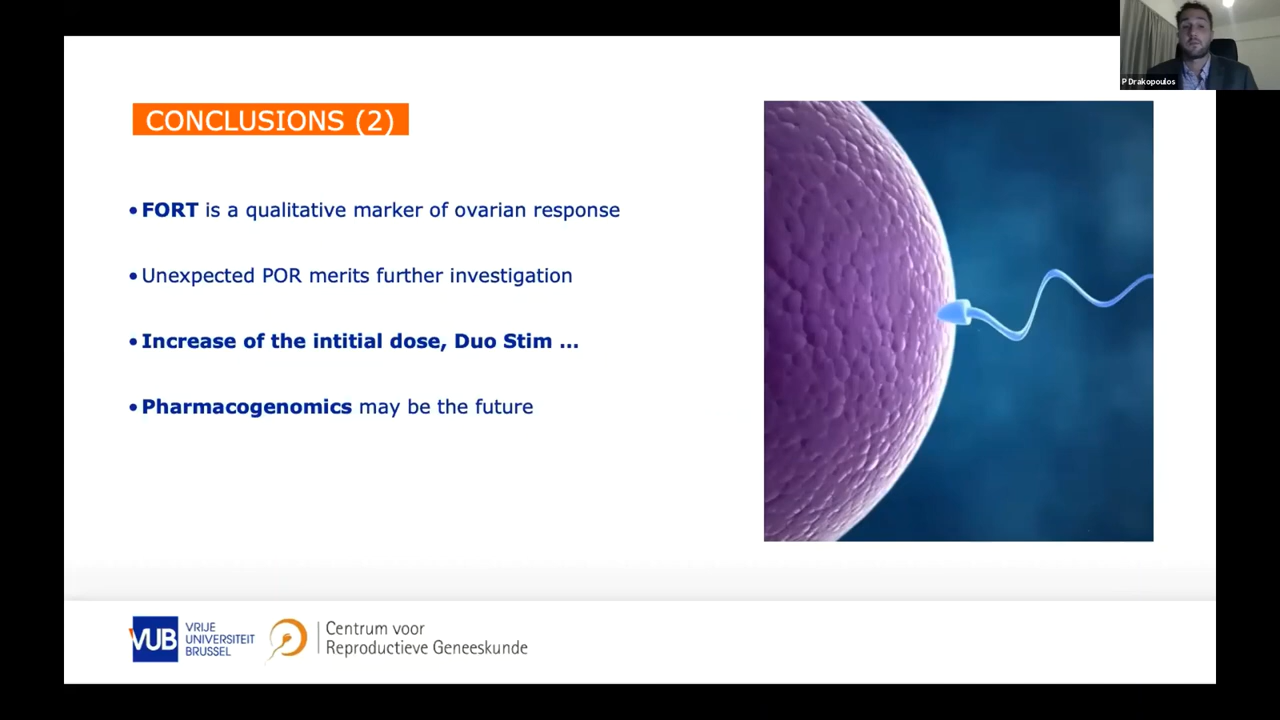 P Drakopoulos
CONCLUSIONS (2)
•FORT is a qualitative marker of ovarian response
•Unexpected POR merits further investigation
•Increase of the intitial dose, Duo Stim ...
•Pharmacogenomics may be the future
VUB
VRIJE
UNIVERSITEIT
BRUSSEL
Centrum voor
Reproductieve Geneeskunde